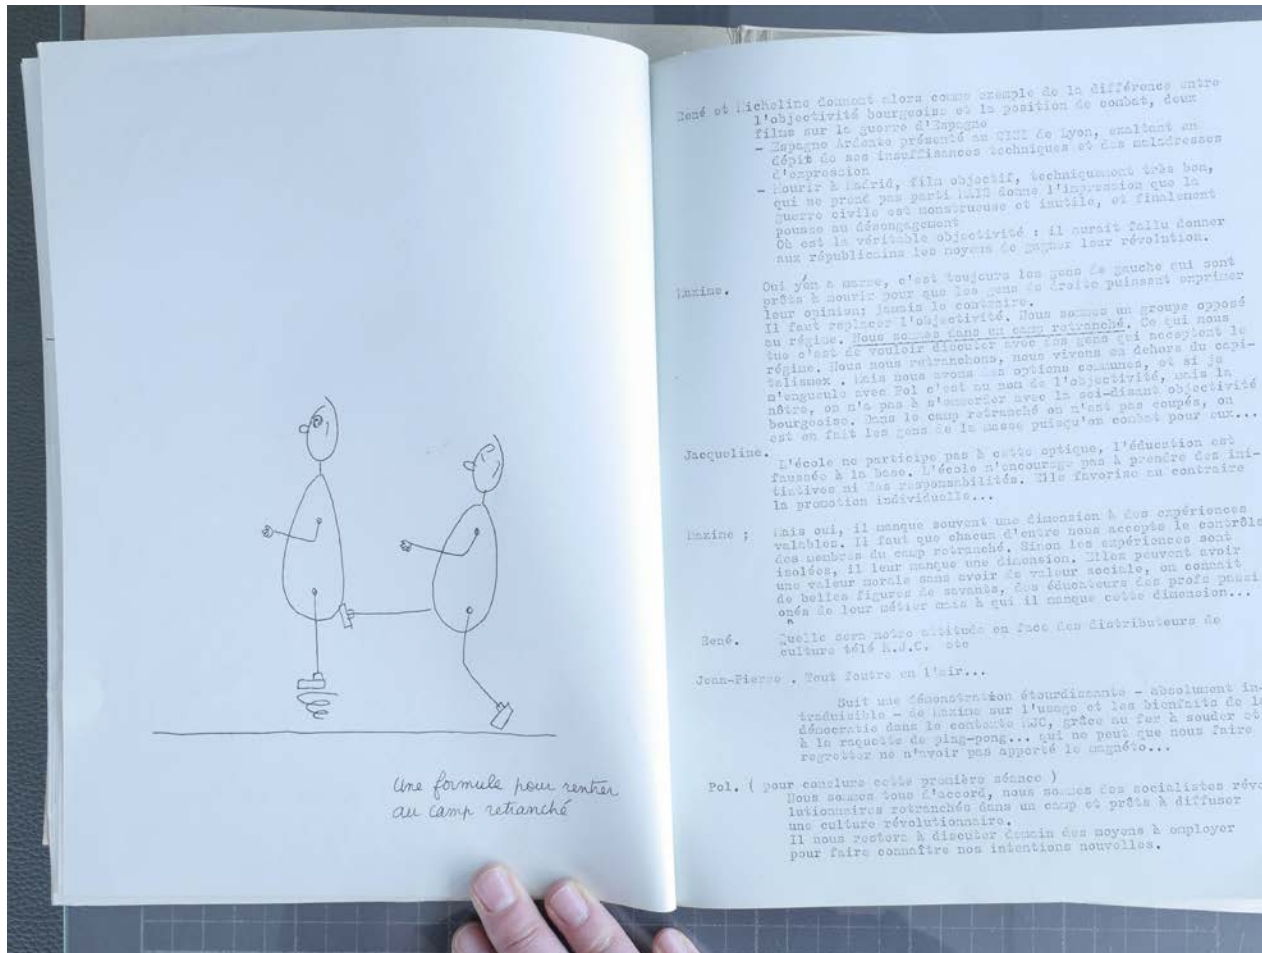 Une formule pour rentrer
au camp retranché
René et Micheline donnent alors comme exemple de la différence entre
l'objectivité bourgeoise et la position de combat, deux
films sur la guerre d'Espagne
- Espagne Ardente présenté au de Lyon, exaltant en
dépit de ses insuffisances techniques et des maladresses
d'expression
- Mourir à Madrid, film objectif, techniquement très bon,
qui ne prend pas parti MAIS donne l'impression que la
guerre civile est monstrueuse et inutile, et finalement
pousse au désengagement
Où est la véritable objectivité : il aurait fallu donner
aux républicains les moyens de gagner leur révolution.
Maxime. Oui y'en a marre, c'est toujours les gens de gauche qui sont
prêts à mourir pour que les gens de droite puissent exprimer
leur opinion; jamais le contraire.
Il faut replacer l'objectivité. Nous sommes un groupe opposé
au régime. Nous sommes dans un camp retranché. Ce qui nous
tue c'est de vouloir discuter avec des gens qui acceptent le
régime. Nous nous retranchons, nous vivons en dehors du capi-
talismex . Mais nous avons des options communes, et si je
m'engueule avec Pol c'est au nom de l'objectivité, mais la
nôtre, on n'a pas à s'emmerder avec la soi-disant objectivité
bourgeoise. Dans le camp retranché on n'est pas coupés, on
est en fait les gens de la masse puisqu'on combat pour eux...
Jacqueline.
L'école ne participe pas à cette optique, l'éducation est
faussée à la base. L'école n'encourage pas à prendre des ini-
tiatives ni des responsabilités. Elle favorise au contraire
la promotion individuelle...
Maxime ; Mais oui, il manque souvent une dimension à des expériences
valables. Il faut que chacun d'entre nous accepte le contrôle
des membres du camp retranché. Sinon les expériences sont
isolées, il leur manque une dimension. Elles peuvent avoir
une valeur morale sans avoir de valeur sociale, on connait
de belles figures de savants, des éducateurs des profs passi
onés de leur métier mais à qui il manque cette dimension...
n
René. Quelle sera notre attitude en face des distributeurs de
culture télé M.J.C. etc
Jean-Pierre . Tout foutre en l'air...
Suit une démonstration étourdissante - absolument in-
traduisible - de Maxime sur l'usage et les bienfaits de la
démocratie dans le contexte MJC, grâce au fer à souder et
à la raquette de ping-pong... qui ne peut que nous faire
regretter ne n'avoir pas apporté le magnéto...
Pol. ( pour conclure cette première séance )
Nous sommes tous d'accord, nous sommes des socialistes révo
lutionnaires retranchés dans un camp et prêts à diffuser
une culture révolutionnaire.
Il nous restera à discuter demain des moyens à employer
pour faire connaître nos intentions nouvelles.